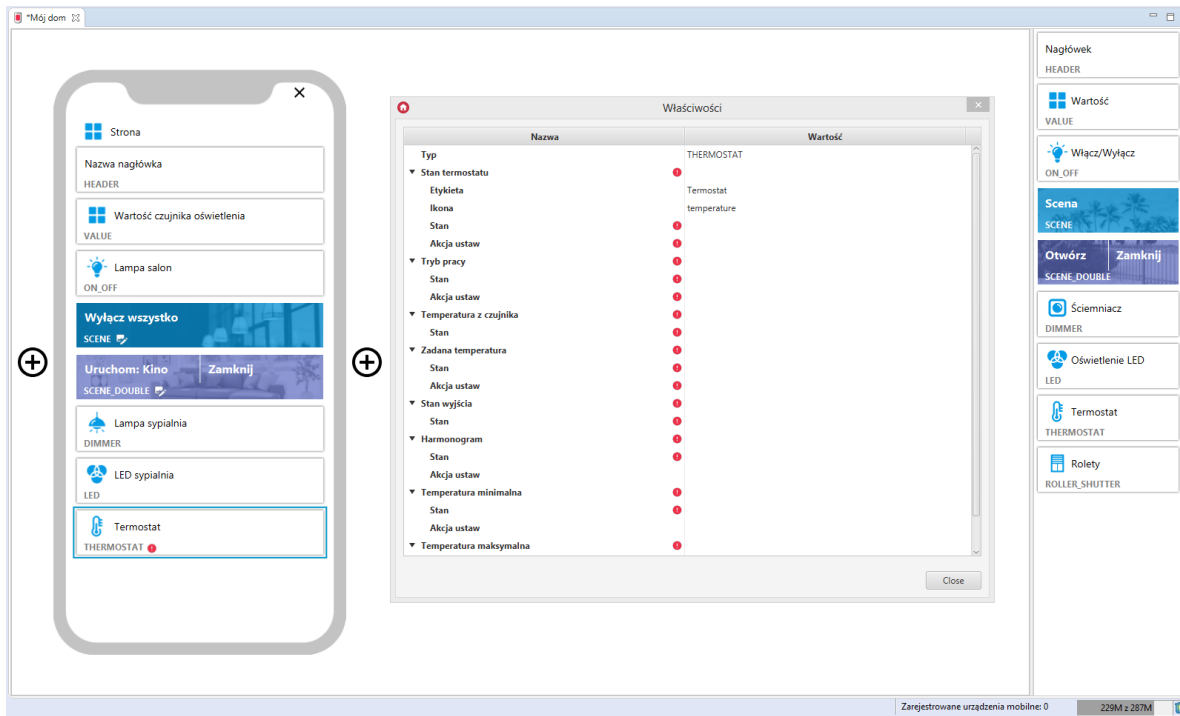 *Mój dom
Strona
Nazwa nagłówka
HEADER
Wartość czujnika oświetlenia
VALUE
Lampa salon
ON_OFF
Wyłącz wszystko
SCENE
Uruchom: Kino Zamknij
SCENE_DOUBLE
Lampa sypialnia
DIMMER
LED sypialnia
LED
Termostat
THERMOSTAT
Właściwości
Nazwa Wartość
Typ THERMOSTAT
Stan termostatu
Etykieta Termostat
Ikona temperature
Stan
Akcja ustaw
Tryb pracy
Stan
Akcja ustaw
Temperatura z czujnika
Stan
Zadana temperatura
Stan
Akcja ustaw
Stan wyjścia
Stan
Harmonogram
Stan
Akcja ustaw
Temperatura minimalna
Stan
Akcja ustaw
Temperatura maksymalna
Close
Nagłówek
HEADER
Wartość
VALUE
Włącz/Wyłącz
ON_OFF
Scena
SCENE
Otwórz Zamknij
SCENE_DOUBLE
Ściemniacz
DIMMER
Oświetlenie LED
LED
Termostat
THERMOSTAT
Rolety
ROLLER_SHUTTER
Zarejestrowane urządzenia mobilne: 0 229M z 287M